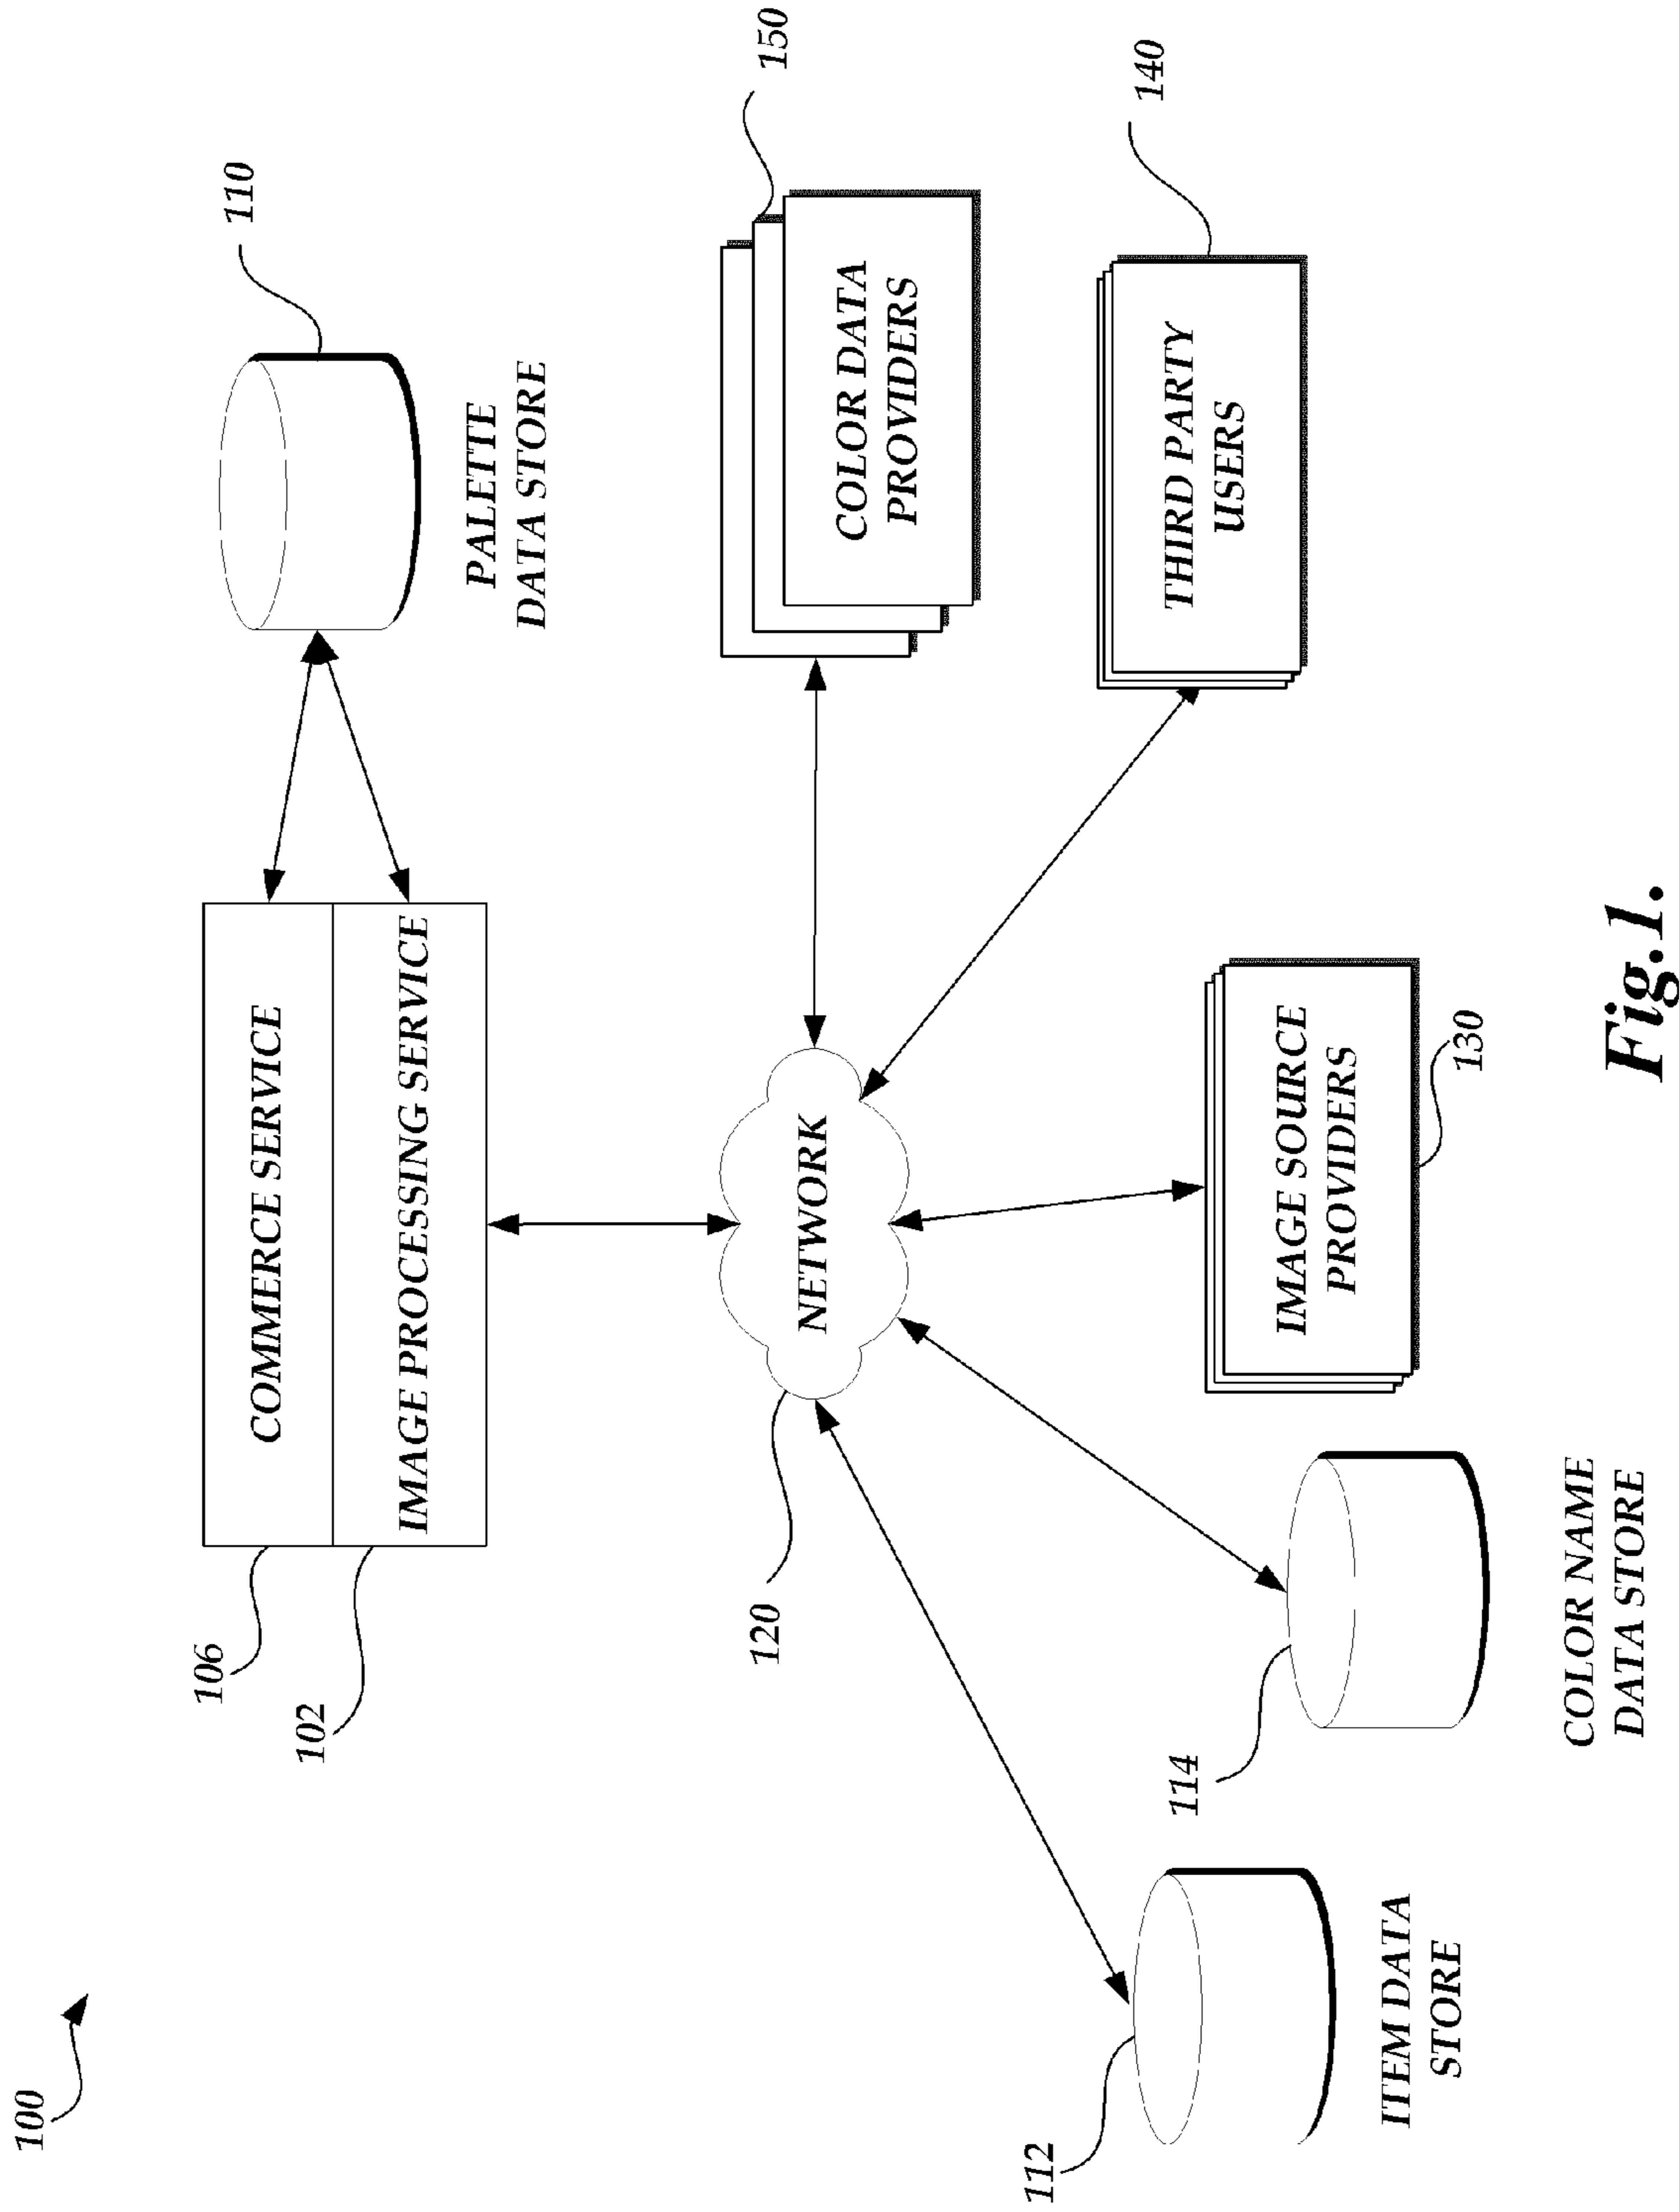 100
106
COMMERCE SERVICE
102
IMAGE PROCESSING SERVICE
110
PALETTE
DATA STORE
120
NETWORK
150
COLOR DATA
PROVIDERS
140
THIRD PARTY
USERS
112
ITEM DATA
STORE
114
COLOR NAME
DATA STORE
IMAGE SOURCE
PROVIDERS
130
Fig.1.